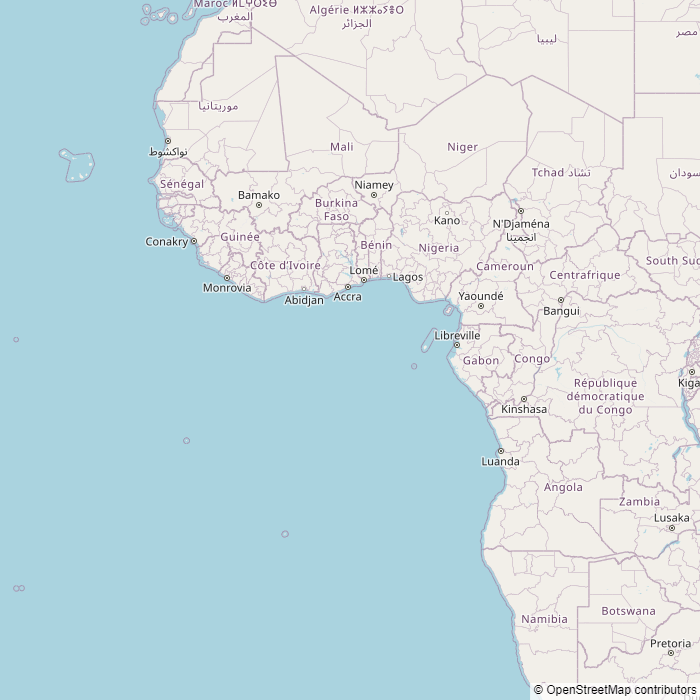 Maroc ⵍⵎⵖⵔⵉⴱ
المغرب
Algérie ⵍⵣⵣⴰⵢⴻⵔ
الجزائر
ليبيا
مصر
موريتانيا
نواكشوط
Mali
Niger
Tchad تشاد
Sénégal
Bamako
Niamey
Burkina
Faso
Kano
N'Djaména
انجمينا
Conakry
Guinée
Bénin
Nigeria
Côte d'Ivoire
Lomé
Lagos
Cameroun
Centrafrique
South Sud
Monrovia
Abidjan
Accra
Yaoundé
Bangui
Libreville
Gabon
Congo
République
démocratique
du Congo
Kiga
Kinshasa
Luanda
Angola
Zambia
Lusaka
Namibia
Botswana
Pretoria
© OpenStreetMap contributors